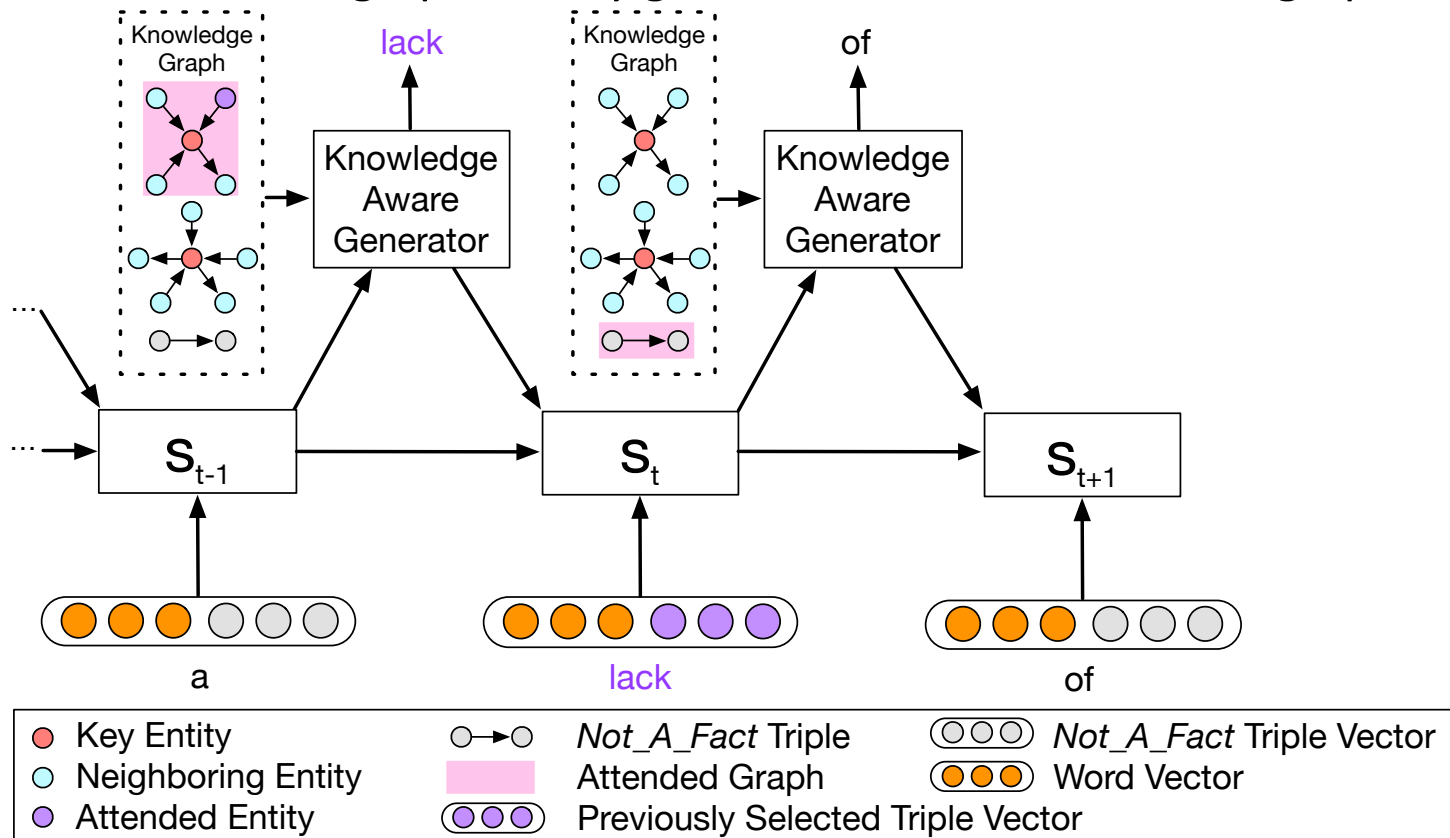 Knowledge
Graph
lack
Knowledge
Graph
of
Knowledge
Aware
Generator
Knowledge
Aware
Generator
...
...
St-1
St
St+1
a
lack
of
Key Entity
Neighboring Entity
Attended Entity
Not_A_Fact Triple
Attended Graph
Previously Selected Triple Vector
Not_A_Fact Triple Vector
Word Vector